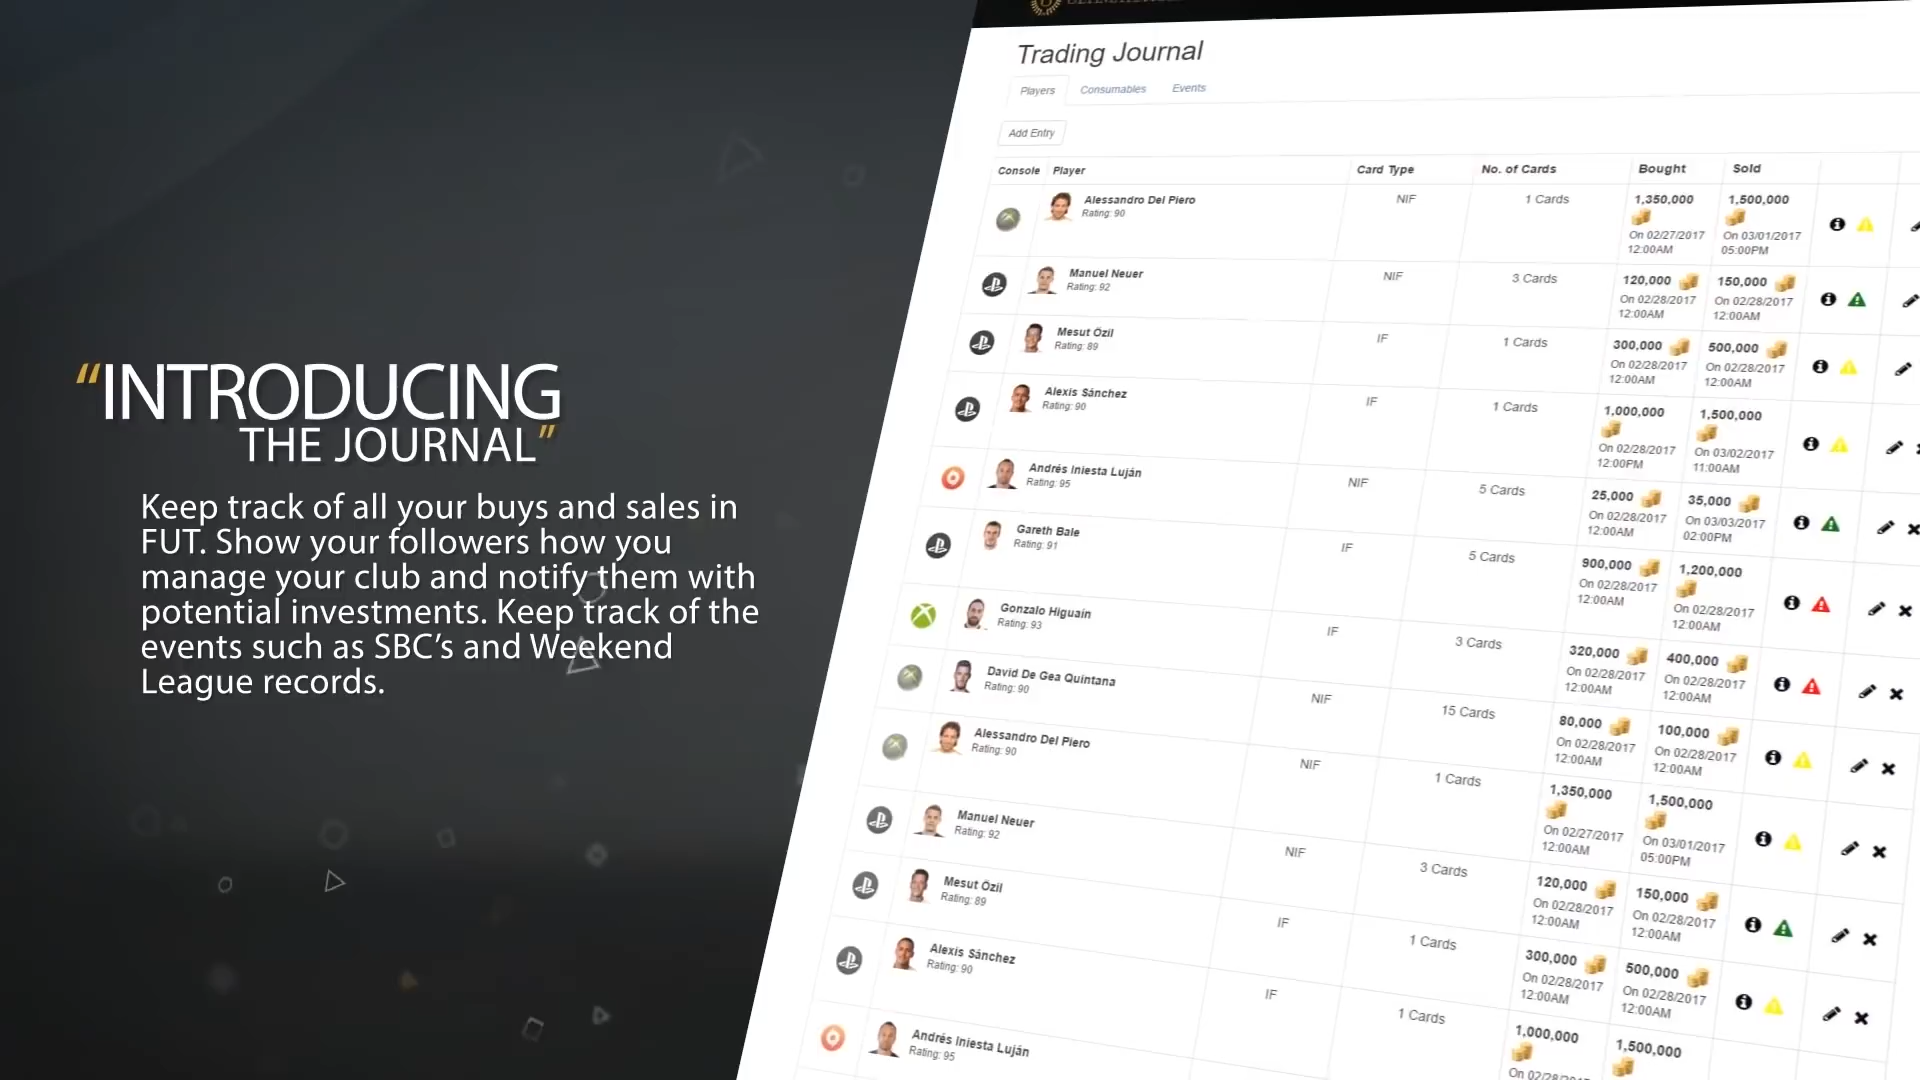 “INTRODUCING
THE JOURNAL”
Keep track of all your buys and sales in
FUT. Show your followers how you
manage your club and notify them with
potential investments. Keep track of the
events such as SBC’s and Weekend
League records.
Trading Journal
Players Consumables Events
Add Entry
Console Player Card Type No. of Cards Bought Sold
Alessandro Del Piero NIF 1 Cards 1,350,000 1,500,000
Rating: 90
On 02/27/2017 On 03/01/2017
12:00AM 05:00PM
Manuel Neuer NIF 3 Cards 120,000 150,000
Rating: 92
On 02/28/2017 On 02/28/2017
12:00AM 12:00AM
Mesut Özil IF 1 Cards 300,000 500,000
Rating: 89
On 02/28/2017 On 02/28/2017
12:00AM 12:00AM
Alexis Sánchez IF 1 Cards 1,000,000 1,500,000
Rating: 90
On 02/28/2017 On 03/02/2017
12:00PM 11:00AM
Andrés Iniesta Luján NIF 5 Cards 25,000 35,000
Rating: 95
On 02/28/2017 On 03/03/2017
12:00AM 02:00PM
Gareth Bale IF 5 Cards 900,000 1,200,000
Rating: 91
On 02/28/2017 On 02/28/2017
12:00AM 12:00AM
Gonzalo Higuaín IF 3 Cards 320,000 400,000
Rating: 93
On 02/28/2017 On 02/28/2017
12:00AM 12:00AM
David De Gea Quintana NIF 15 Cards 80,000 100,000
Rating: 90
On 02/28/2017 On 02/28/2017
12:00AM 12:00AM
Alessandro Del Piero NIF 1 Cards 1,350,000 1,500,000
Rating: 90
On 02/27/2017 On 03/01/2017
12:00AM 05:00PM
Manuel Neuer NIF 3 Cards 120,000 150,000
Rating: 92
On 02/28/2017 On 02/28/2017
12:00AM 12:00AM
Mesut Özil IF 1 Cards 300,000 500,000
Rating: 89
On 02/28/2017 On 02/28/2017
12:00AM 12:00AM
Alexis Sánchez IF 1 Cards 1,000,000 1,500,000
Rating: 90
Andrés Iniesta Luján
Rating: 95